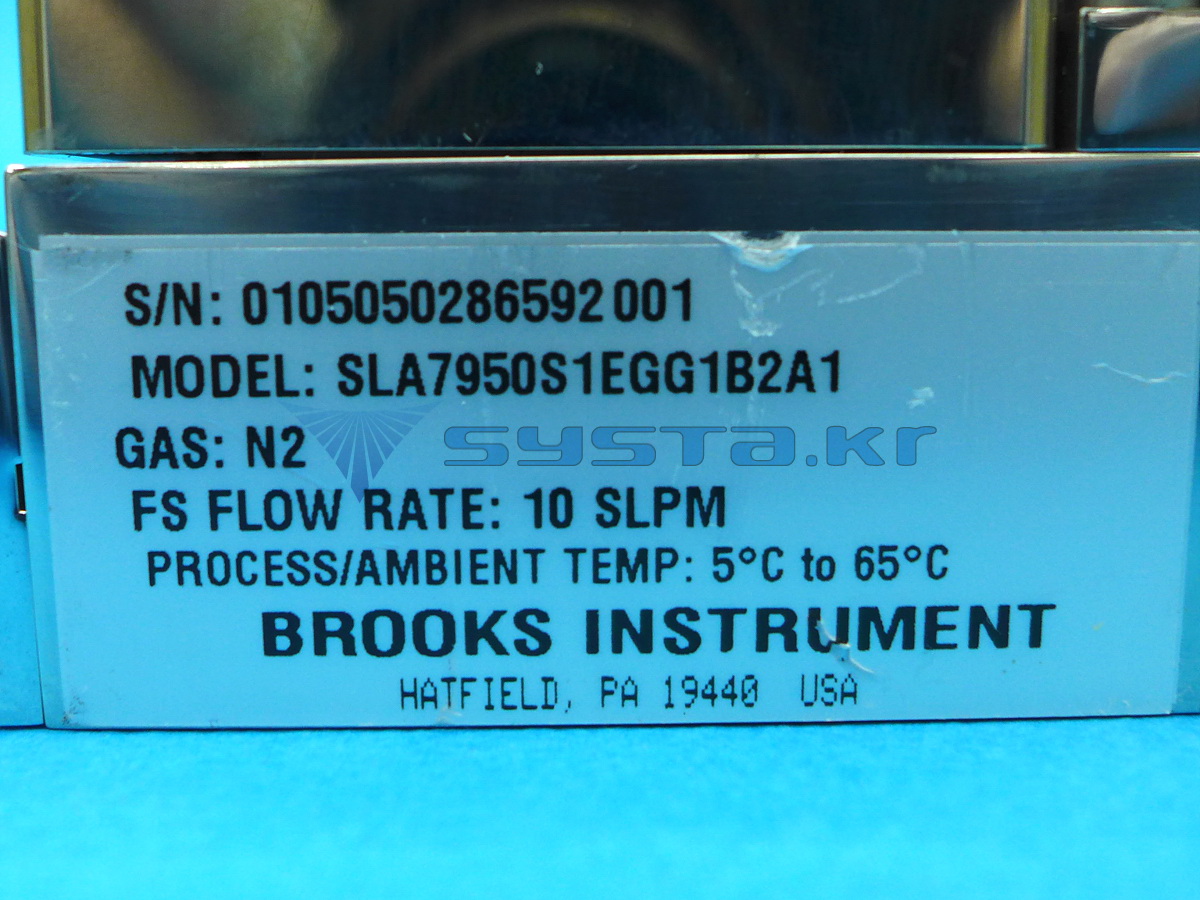 S/N: 0105050286592 001
MODEL: SLA7950S1EGG1B2A1
GAS: N2
systa.kr
FS FLOW RATE: 10 SLPM
PROCESS/AMBIENT TEMP: 5°C to 65°C
BROOKS INSTRUMENT
HATFIELD, PA 19440 USA